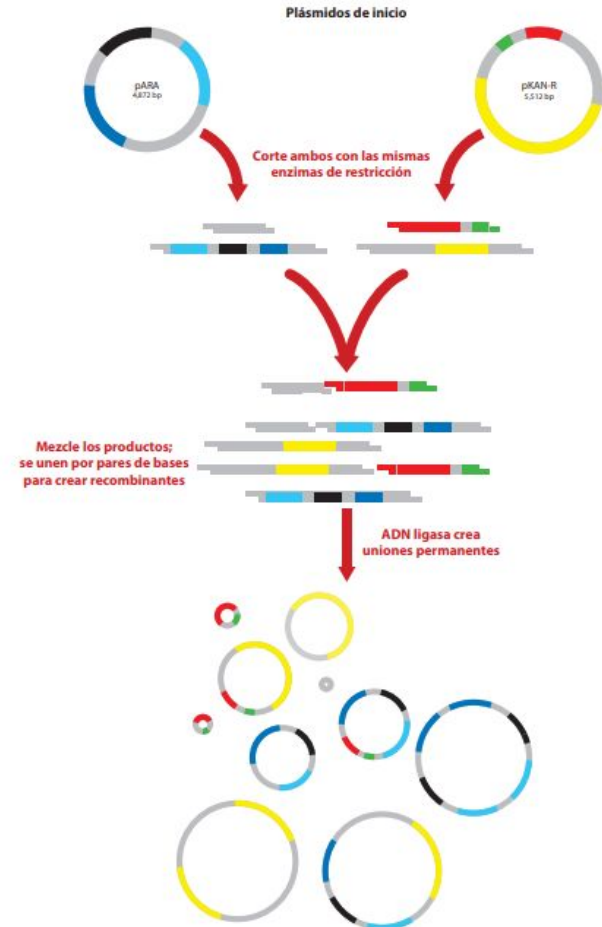 Plásmidos de inicio
pARA
4,872 bp
pKAN-R
5,512 bp
Corte ambos con las mismas
enzimas de restricción
Mezcle los productos;
se unen por pares de bases
para crear recombinantes
ADN ligasa crea
uniones permanentes